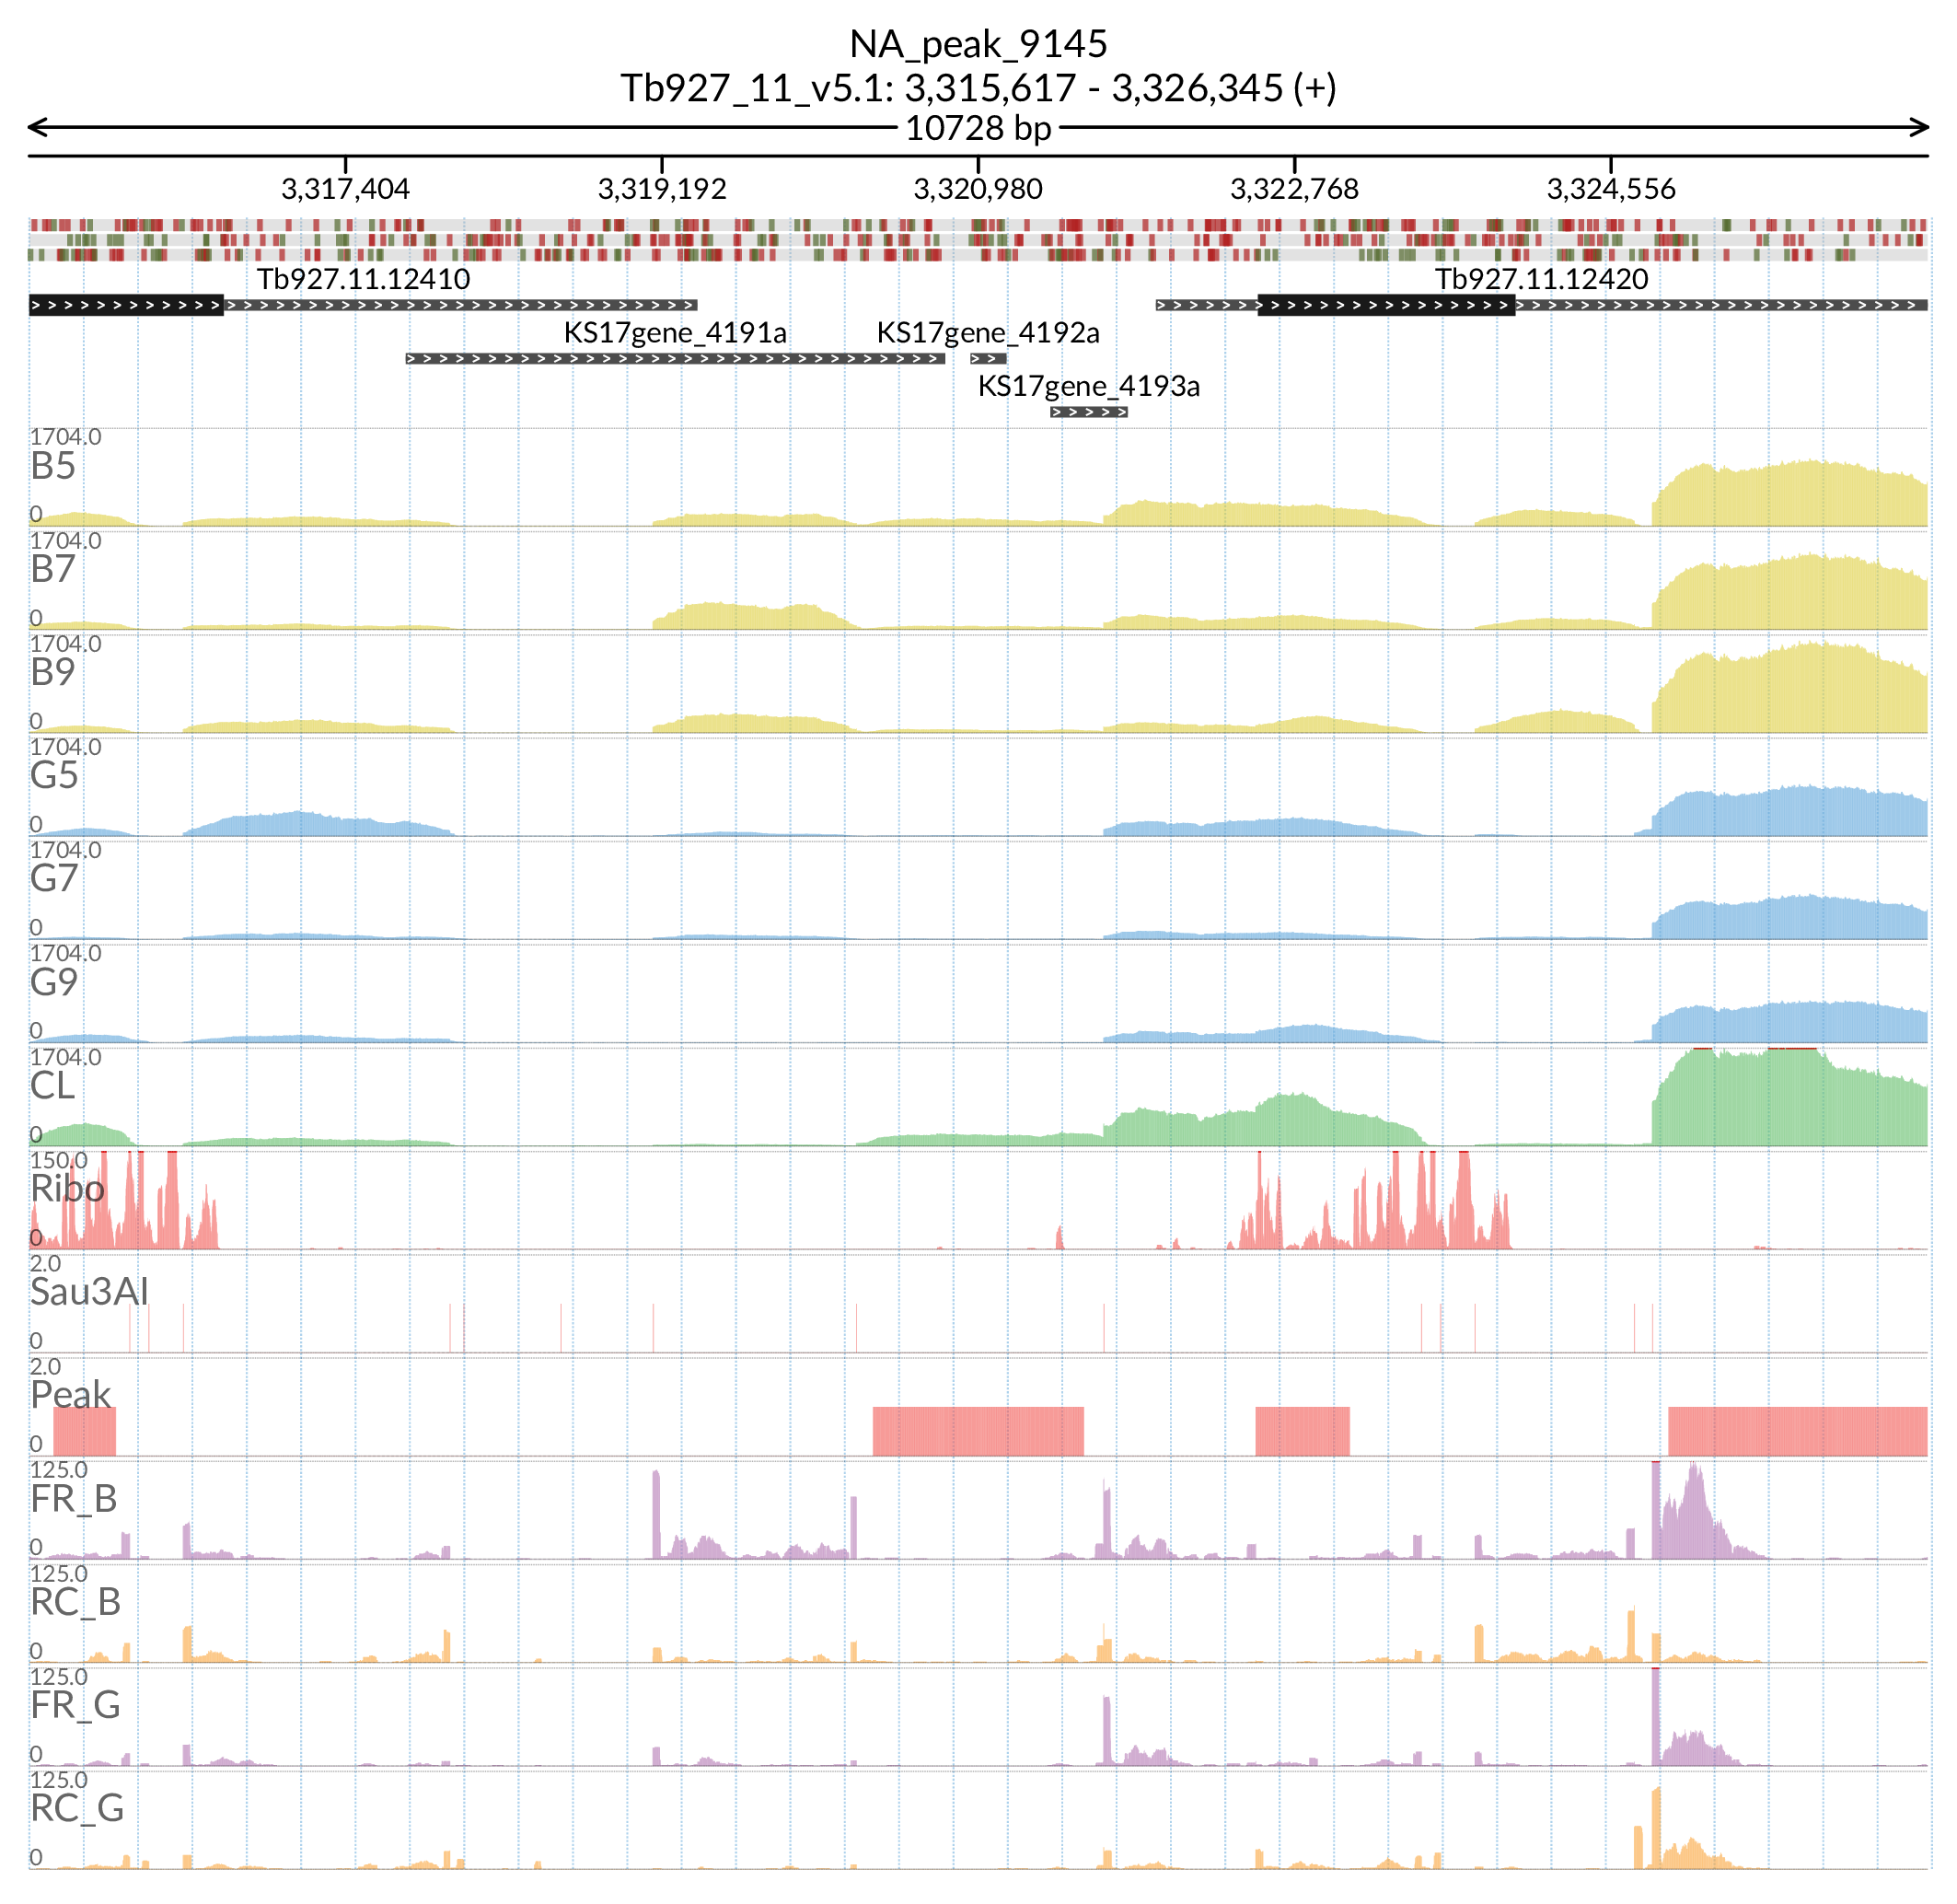 NA_peak_9145
Tb927_11_v5.1: 3,315,617 - 3,326,345 (+)
10728 bp
3,317,404 3,319,192 3,320,980 3,322,768 3,324,556
Tb927.11.12410 Tb927.11.12420
KS17gene_4191a KS17gene_4192a
KS17gene_4193a
1704.0
B5
0
1704.0
B7
0
1704.0
B9
0
1704.0
G5
0
1704.0
G7
0
1704.0
G9
0
1704.0
CL
0
150.0
Ribo
0
2.0
Sau3AI
0
2.0
Peak
0
125.0
FR_B
0
125.0
RC_B
0
125.0
FR_G
0
125.0
RC_G
0